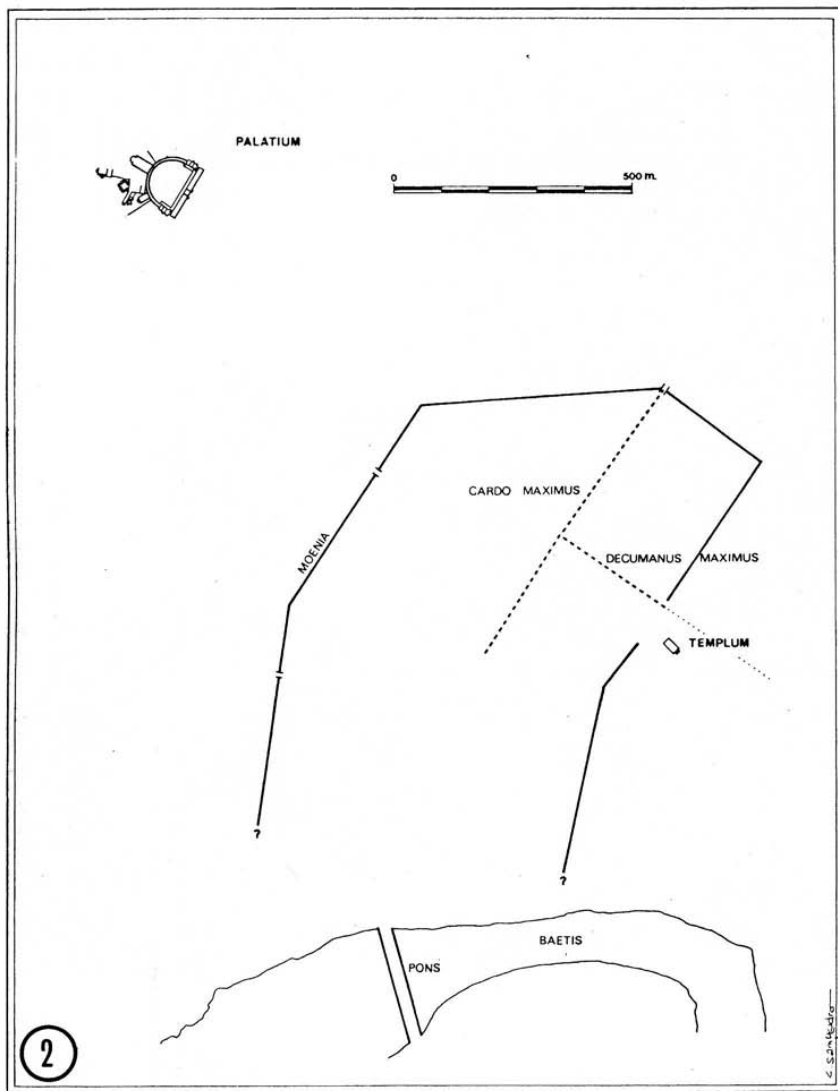 PALATIUM
0 500 m.
CARDO MAXIMUS
MOENIA
DECUMANUS MAXIMUS
TEMPLUM
?
?
BAETIS
PONS
2